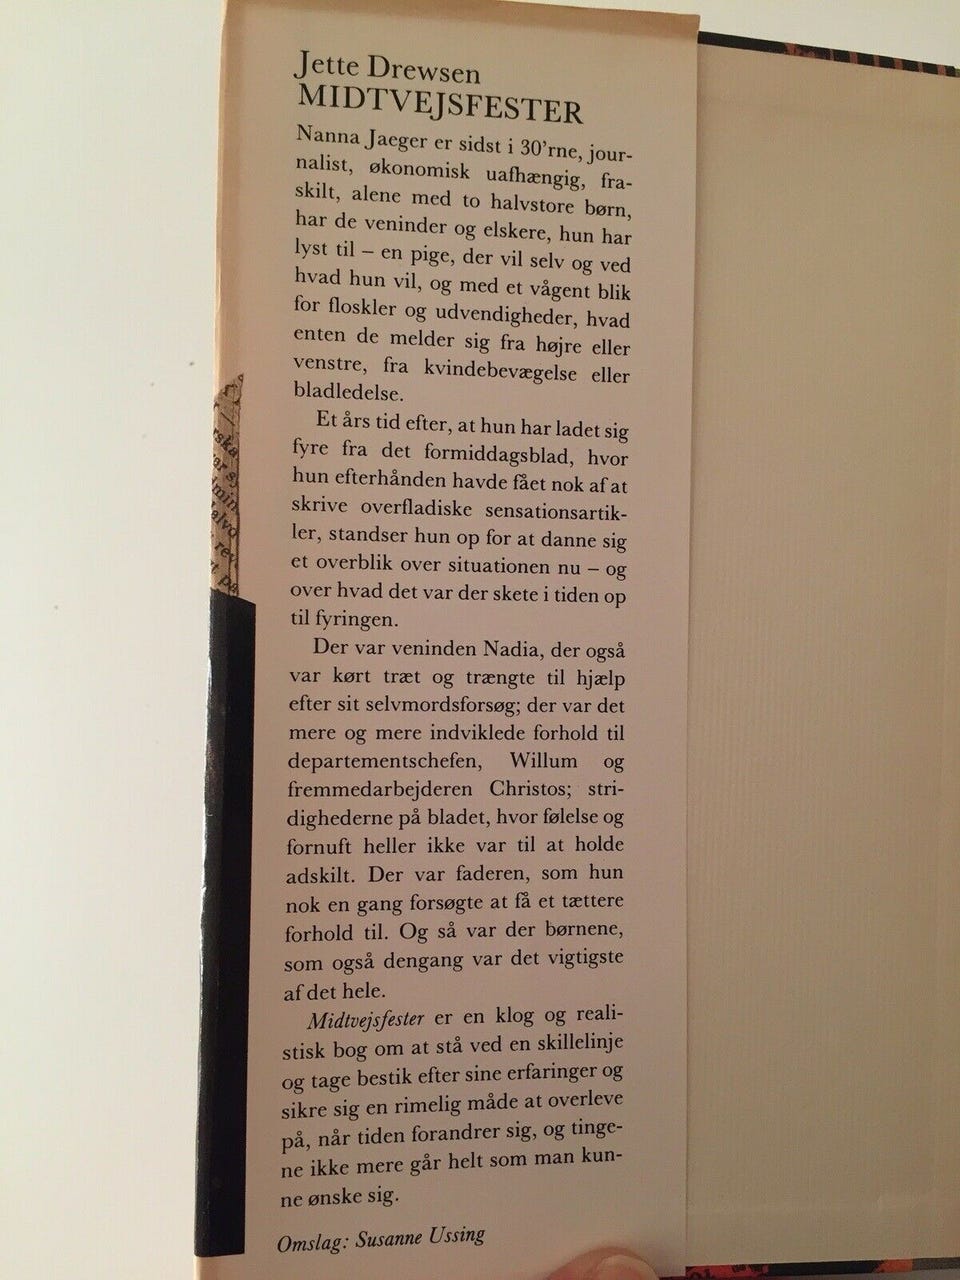 Jette Drewsen
MIDTVEJSFESTER
Nanna Jaeger er sidst i 30'rne, jour-
nalist, økonomisk uafhængig, fra-
skilt, alene med to halvstore børn,
har de veninder og elskere, hun har
lyst til – en pige, der vil selv og ved
hvad hun vil, og med et vågent blik
for floskler og udvendigheder, hvad
enten de melder sig fra højre eller
venstre, fra kvindebevægelse eller
bladledelse.
Et års tid efter, at hun har ladet sig
fyre fra det formiddagsblad, hvor
hun efterhånden havde fået nok af at
skrive overfladiske sensationsartik-
ler, standser hun op for at danne sig
et overblik over situationen nu – og
over hvad det var der skete i tiden op
til fyringen.
Der var veninden Nadia, der også
var kørt træt og trængte til hjælp
efter sit selvmordsforsøg; der var det
mere og mere indviklede forhold til
departementschefen, Willum og
fremmedarbejderen Christos; stri-
dighederne på bladet, hvor følelse og
fornuft heller ikke var til at holde
adskilt. Der var faderen, som hun
nok en gang forsøgte at få et tættere
forhold til. Og så var der børnene,
som også dengang var det vigtigste
af det hele.
Midtvejsfester er en klog og reali-
stisk bog om at stå ved en skillelinje
og tage bestik efter sine erfaringer og
sikre sig en rimelig måde at overleve
på, når tiden forandrer sig, og tinge-
ne ikke mere går helt som man kun-
ne ønske sig.
Omslag: Susanne Ussing